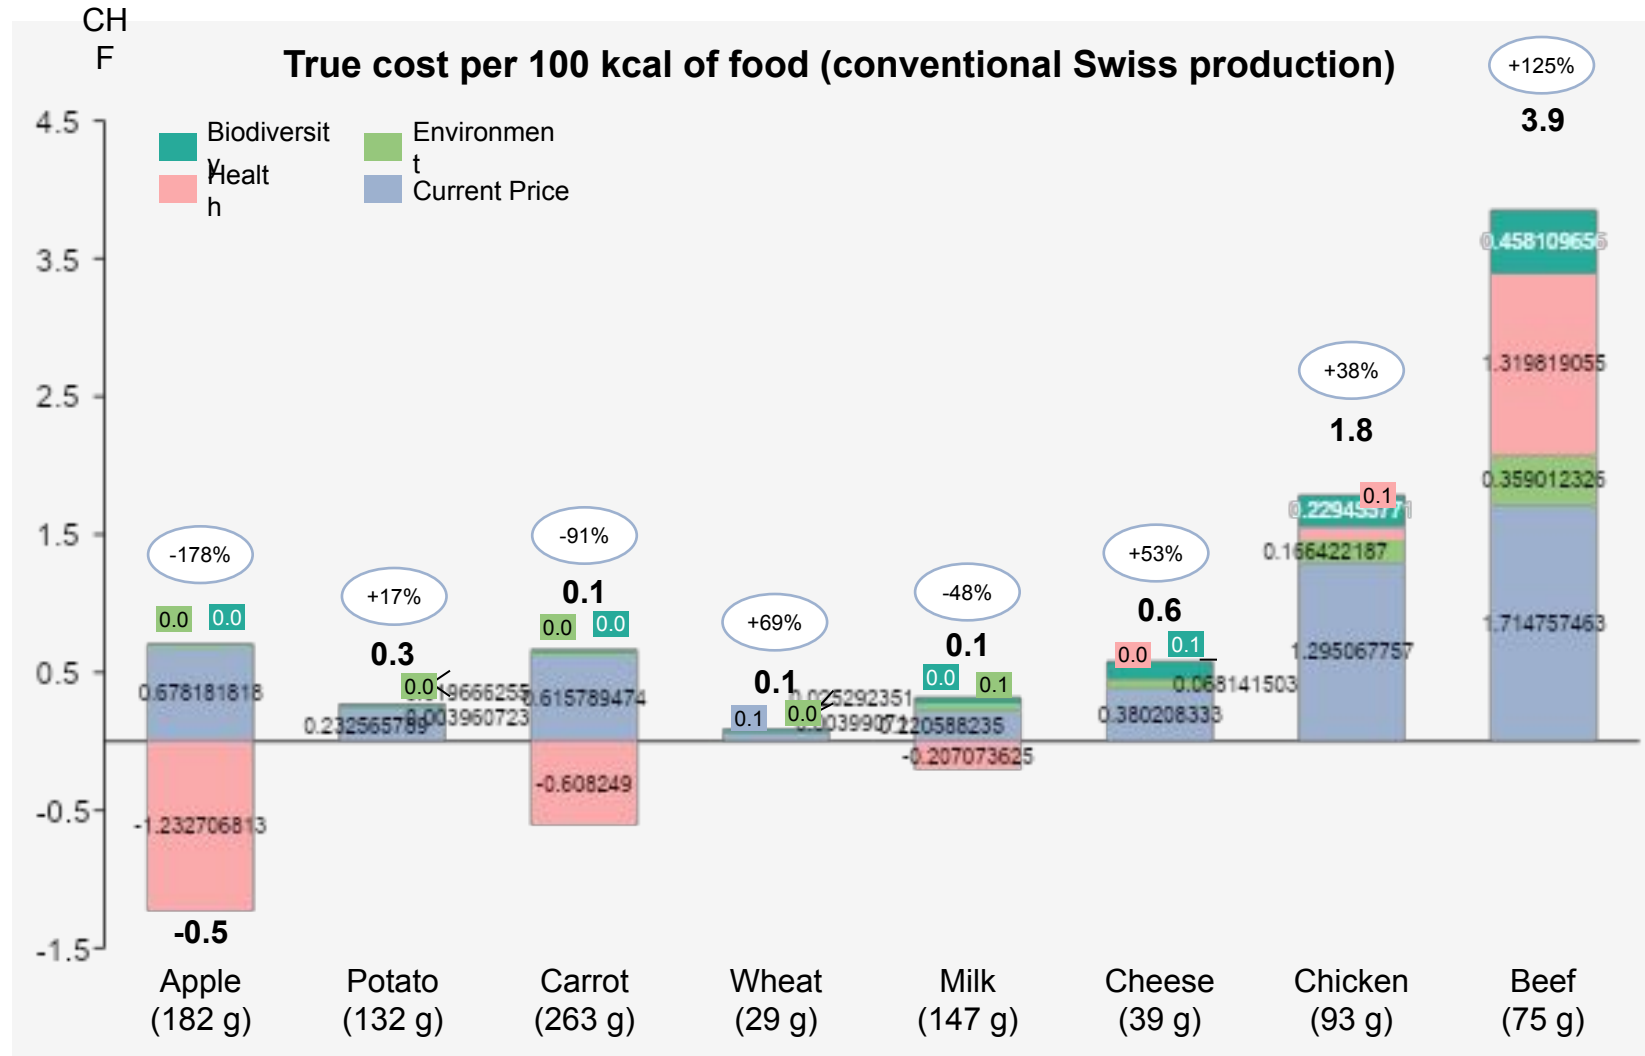 CH
F
True cost per 100 kcal of food (conventional Swiss production)
Biodiversit
y
Environmen
t
Healt
h
Current Price
4.5
3.5
2.5
1.5
0.5
-0.5
-1.5
-178%
0.0
0.0
0.678181818
-1.232706813
-0.5
+17%
0.3
0.0
0.232565789
0.003960723
-91%
0.1
0.0
0.0
0.615789474
-0.608249
+69%
0.1
0.1
0.0
0.025292351
-48%
0.1
0.0
0.1
0.220588235
-0.207073625
+53%
0.6
0.0
0.1
0.068141503
0.380208333
+38%
1.8
0.1
0.229455771
0.166422187
1.295067757
+125%
3.9
0.458109656
1.319819055
0.359012326
1.714757463
Apple
(182 g)
Potato
(132 g)
Carrot
(263 g)
Wheat
(29 g)
Milk
(147 g)
Cheese
(39 g)
Chicken
(93 g)
Beef
(75 g)